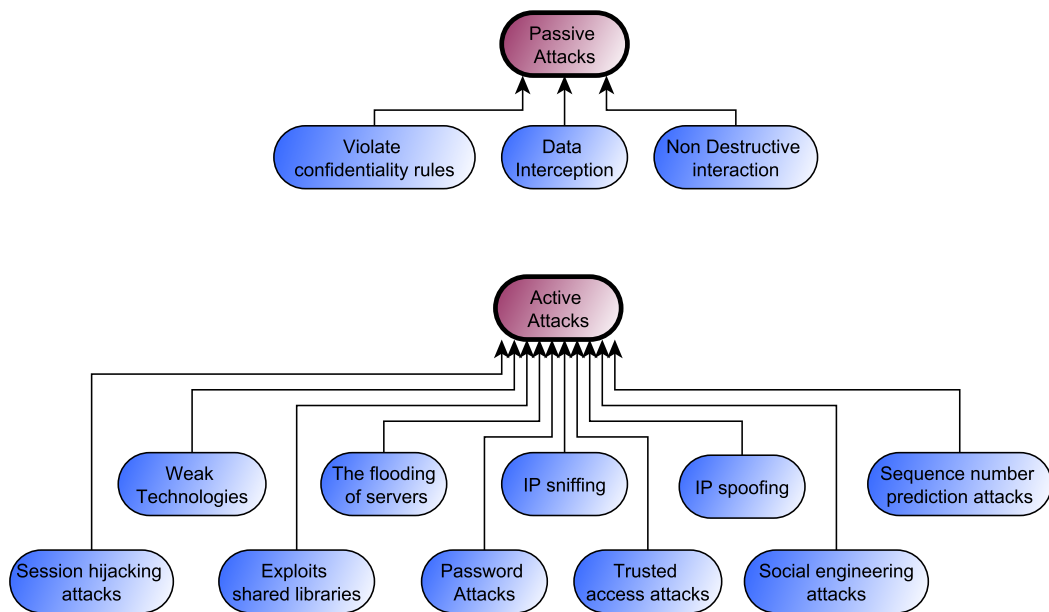 Passive
Attacks
Violate
confidentiality rules
Data
Interception
Non Destructive
interaction
Active
Attacks
Weak
Technologies
The flooding
of servers
IP sniffing
IP spoofing
Sequence number
prediction attacks
Session hijacking
attacks
Exploits
shared libraries
Password
Attacks
Trusted
access attacks
Social engineering
attacks